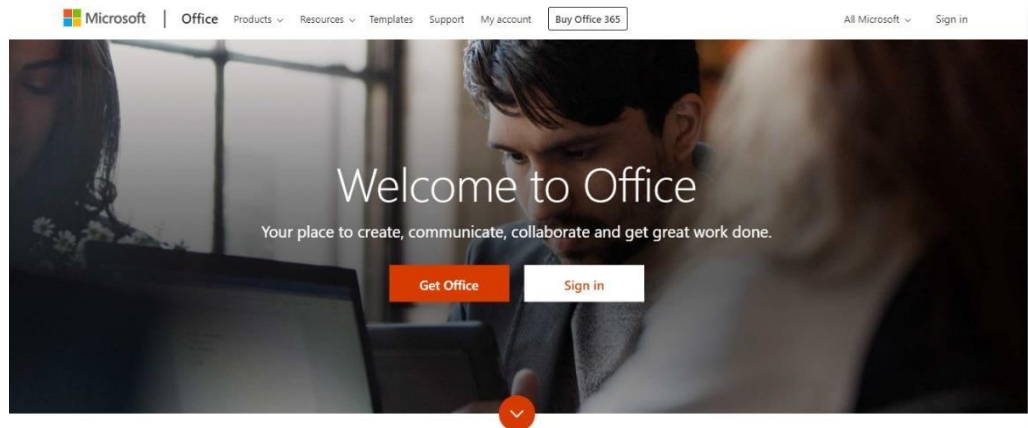 Microsoft Office Products Resources Templates Support My account Buy Office 365 All Microsoft Sign in
Welcome to Office
Your place to create, communicate, collaborate and get great work done.
Get Office Sign in